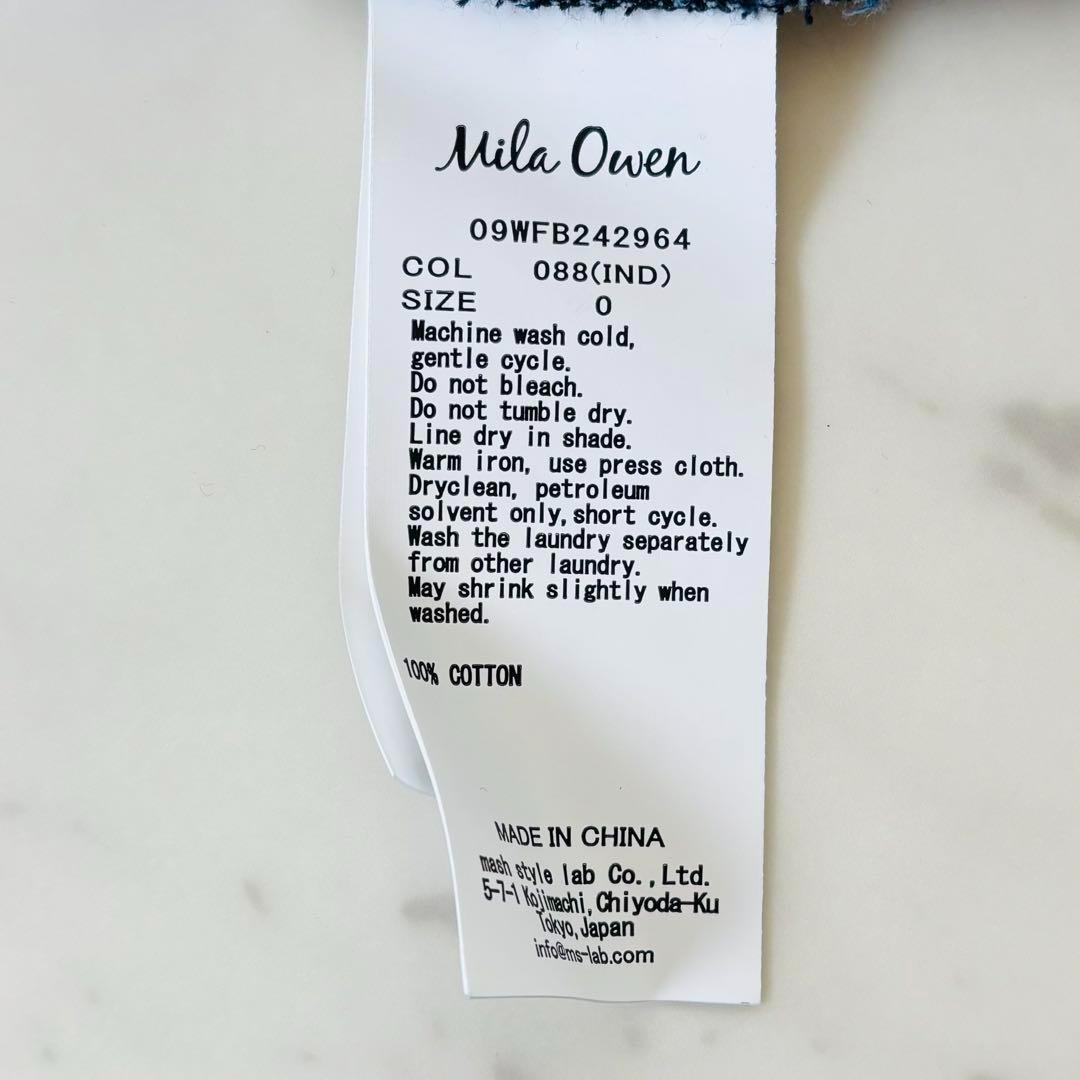 Mila Owen
09WFB242964
COL 088(IND)
SIZE 0
Machine wash cold,
gentle cycle.
Do not bleach.
Do not tumble dry.
Line dry in shade.
Warm iron, use press cloth.
Dryclean, petroleum
solvent only,short cycle.
Wash the laundry separately
from other laundry.
May shrink slightly when
washed.
100% COTTON
MADE IN CHINA
mash style lab Co.,Ltd.
5-7-1 Kojimachi,Chiyoda-Ku
Tokyo,Japan
info@ms-lab.com